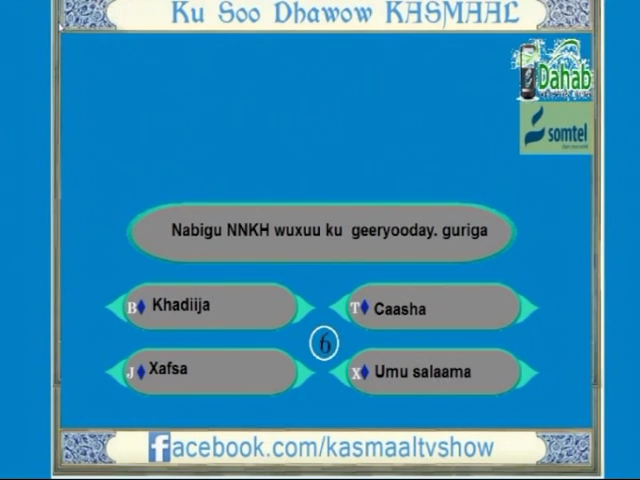 Ku Soo Dhawow KASMAAL
Dahab
somtel
Nabigu NNKH wuxuu ku geeryooday. guriga
B Khadiija
T Caasha
6
J Xafsa
X Umu salaama
facebook.com/kasmaaltvshow